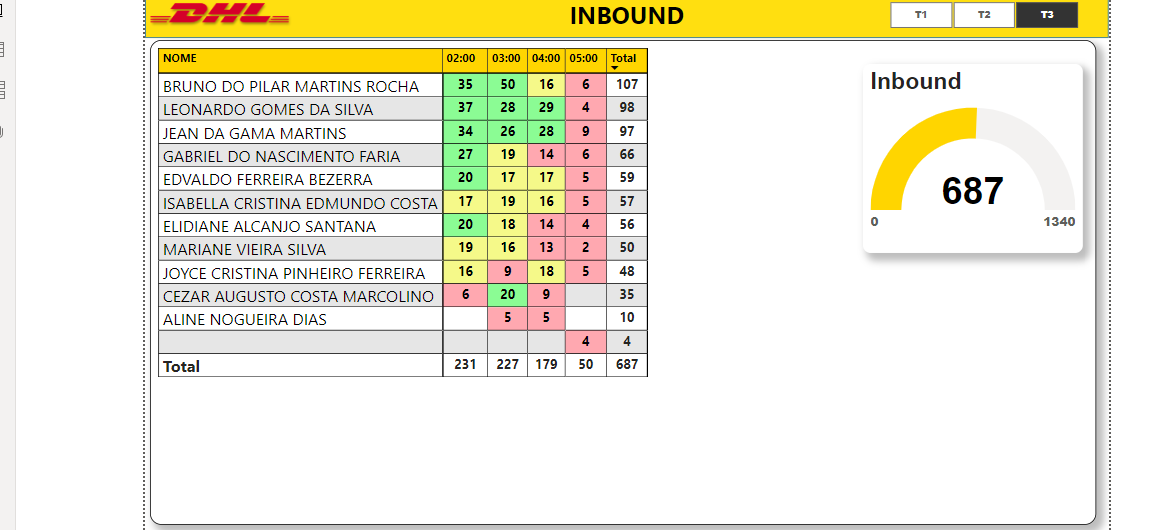 DHL
INBOUND
T1 T2 T3
NOME 02:00 03:00 04:00 05:00 Total
BRUNO DO PILAR MARTINS ROCHA 35 50 16 6 107
LEONARDO GOMES DA SILVA 37 28 29 4 98
JEAN DA GAMA MARTINS 34 26 28 9 97
GABRIEL DO NASCIMENTO FARIA 27 19 14 6 66
EDVALDO FERREIRA BEZERRA 20 17 17 5 59
ISABELLA CRISTINA EDMUNDO COSTA 17 19 16 5 57
ELIDIANE ALCANJO SANTANA 20 18 14 4 56
MARIANE VIEIRA SILVA 19 16 13 2 50
JOYCE CRISTINA PINHEIRO FERREIRA 16 9 18 5 48
CEZAR AUGUSTO COSTA MARCOLINO 6 20 9 35
ALINE NOGUEIRA DIAS 5 5 10
4 4
Total 231 227 179 50 687
Inbound
687
0 1340